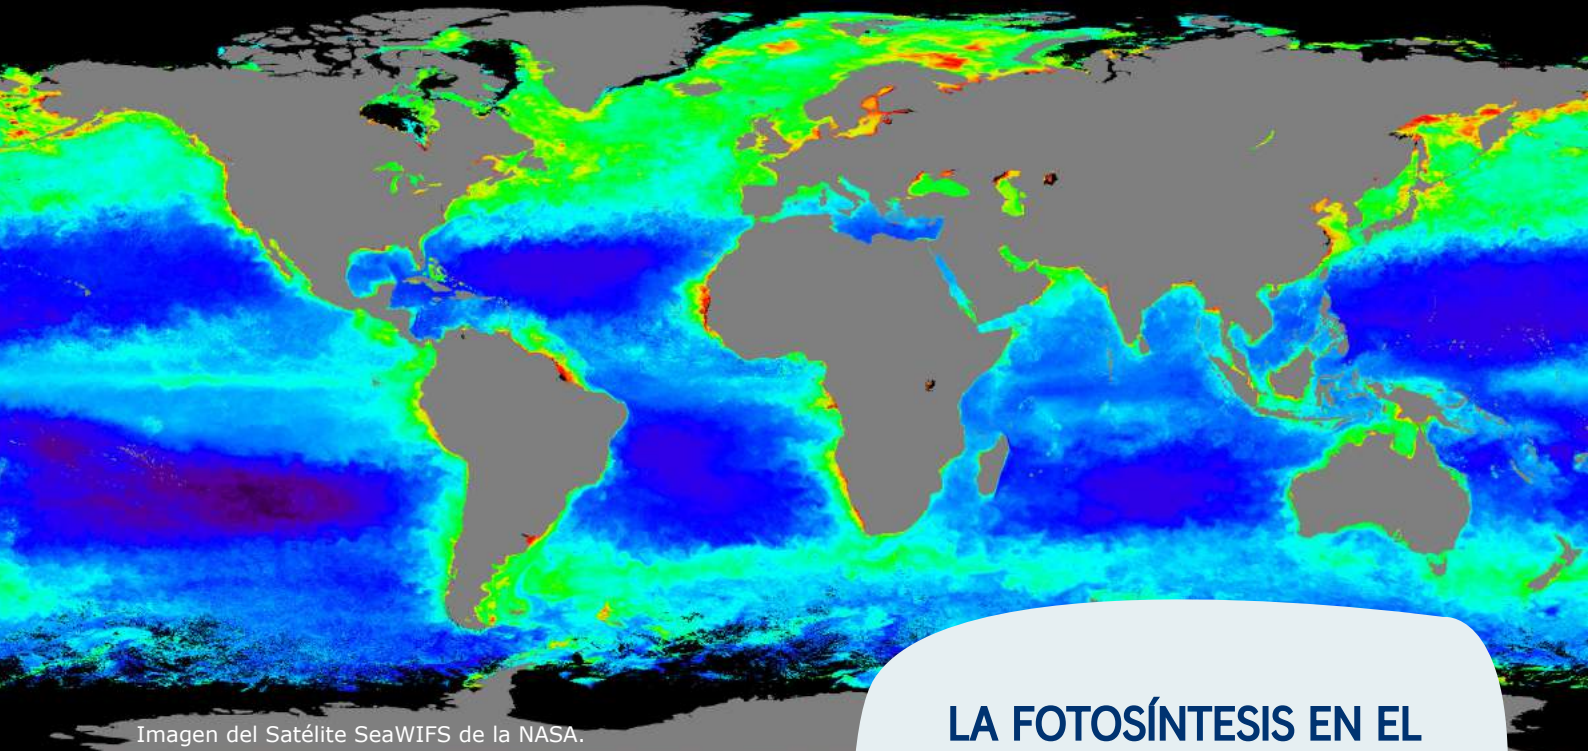 Imagen del Satélite SeaWIFS de la NASA.
LA FOTOSÍNTESIS EN EL